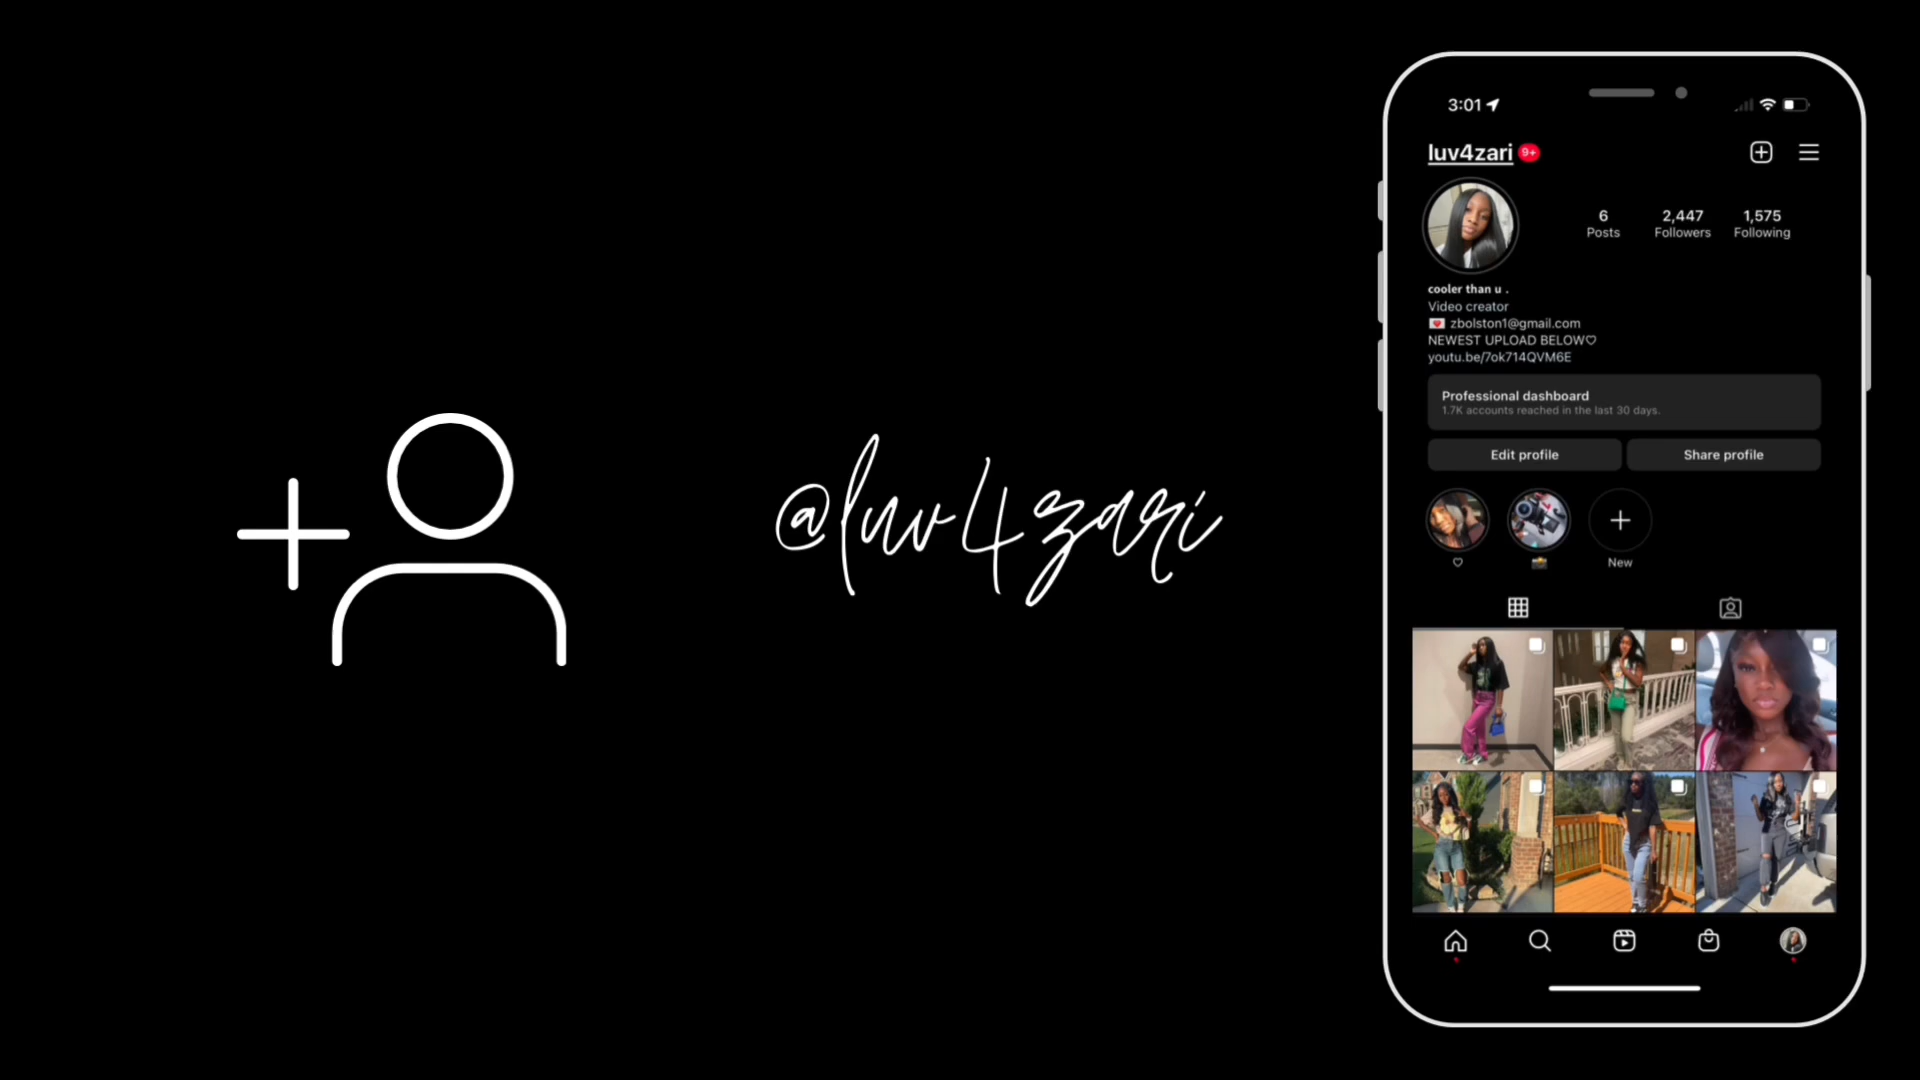 @luv4zari
3:01
luv4zari 9+
6 2,447 1,575
Posts Followers Following
cooler than u .
Video creator
💌 zbolston1@gmail.com
NEWEST UPLOAD BELOW♡
youtu.be/7ok714QVM6E
Professional dashboard
1.7K accounts reached in the last 30 days.
Edit profile Share profile
♡ 📸 New